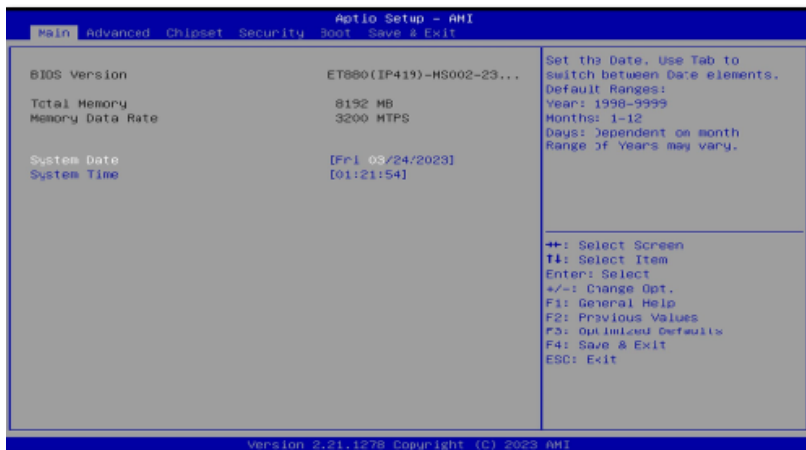 Aptio Setup - AMI
Main Advanced Chipset Security Boot Save & Exit
BIOS Version ET880(IP419)-MS002-23...
Total Memory 8192 MB
Memory Data Rate 3200 MTPS
System Date [Fri 03/24/2023]
System Time [01:21:54]
Set the Date. Use Tab to
switch between Date elements.
Default Ranges:
Year: 1998-9999
Months: 1-12
Days: Dependent on month
Range of Years may vary.
→←: Select Screen
↑↓: Select Item
Enter: Select
+/-: Change Opt.
F1: General Help
F2: Previous Values
F3: Optimized Defaults
F4: Save & Exit
ESC: Exit
Version 2.21.1278 Copyright (C) 2023 AMI